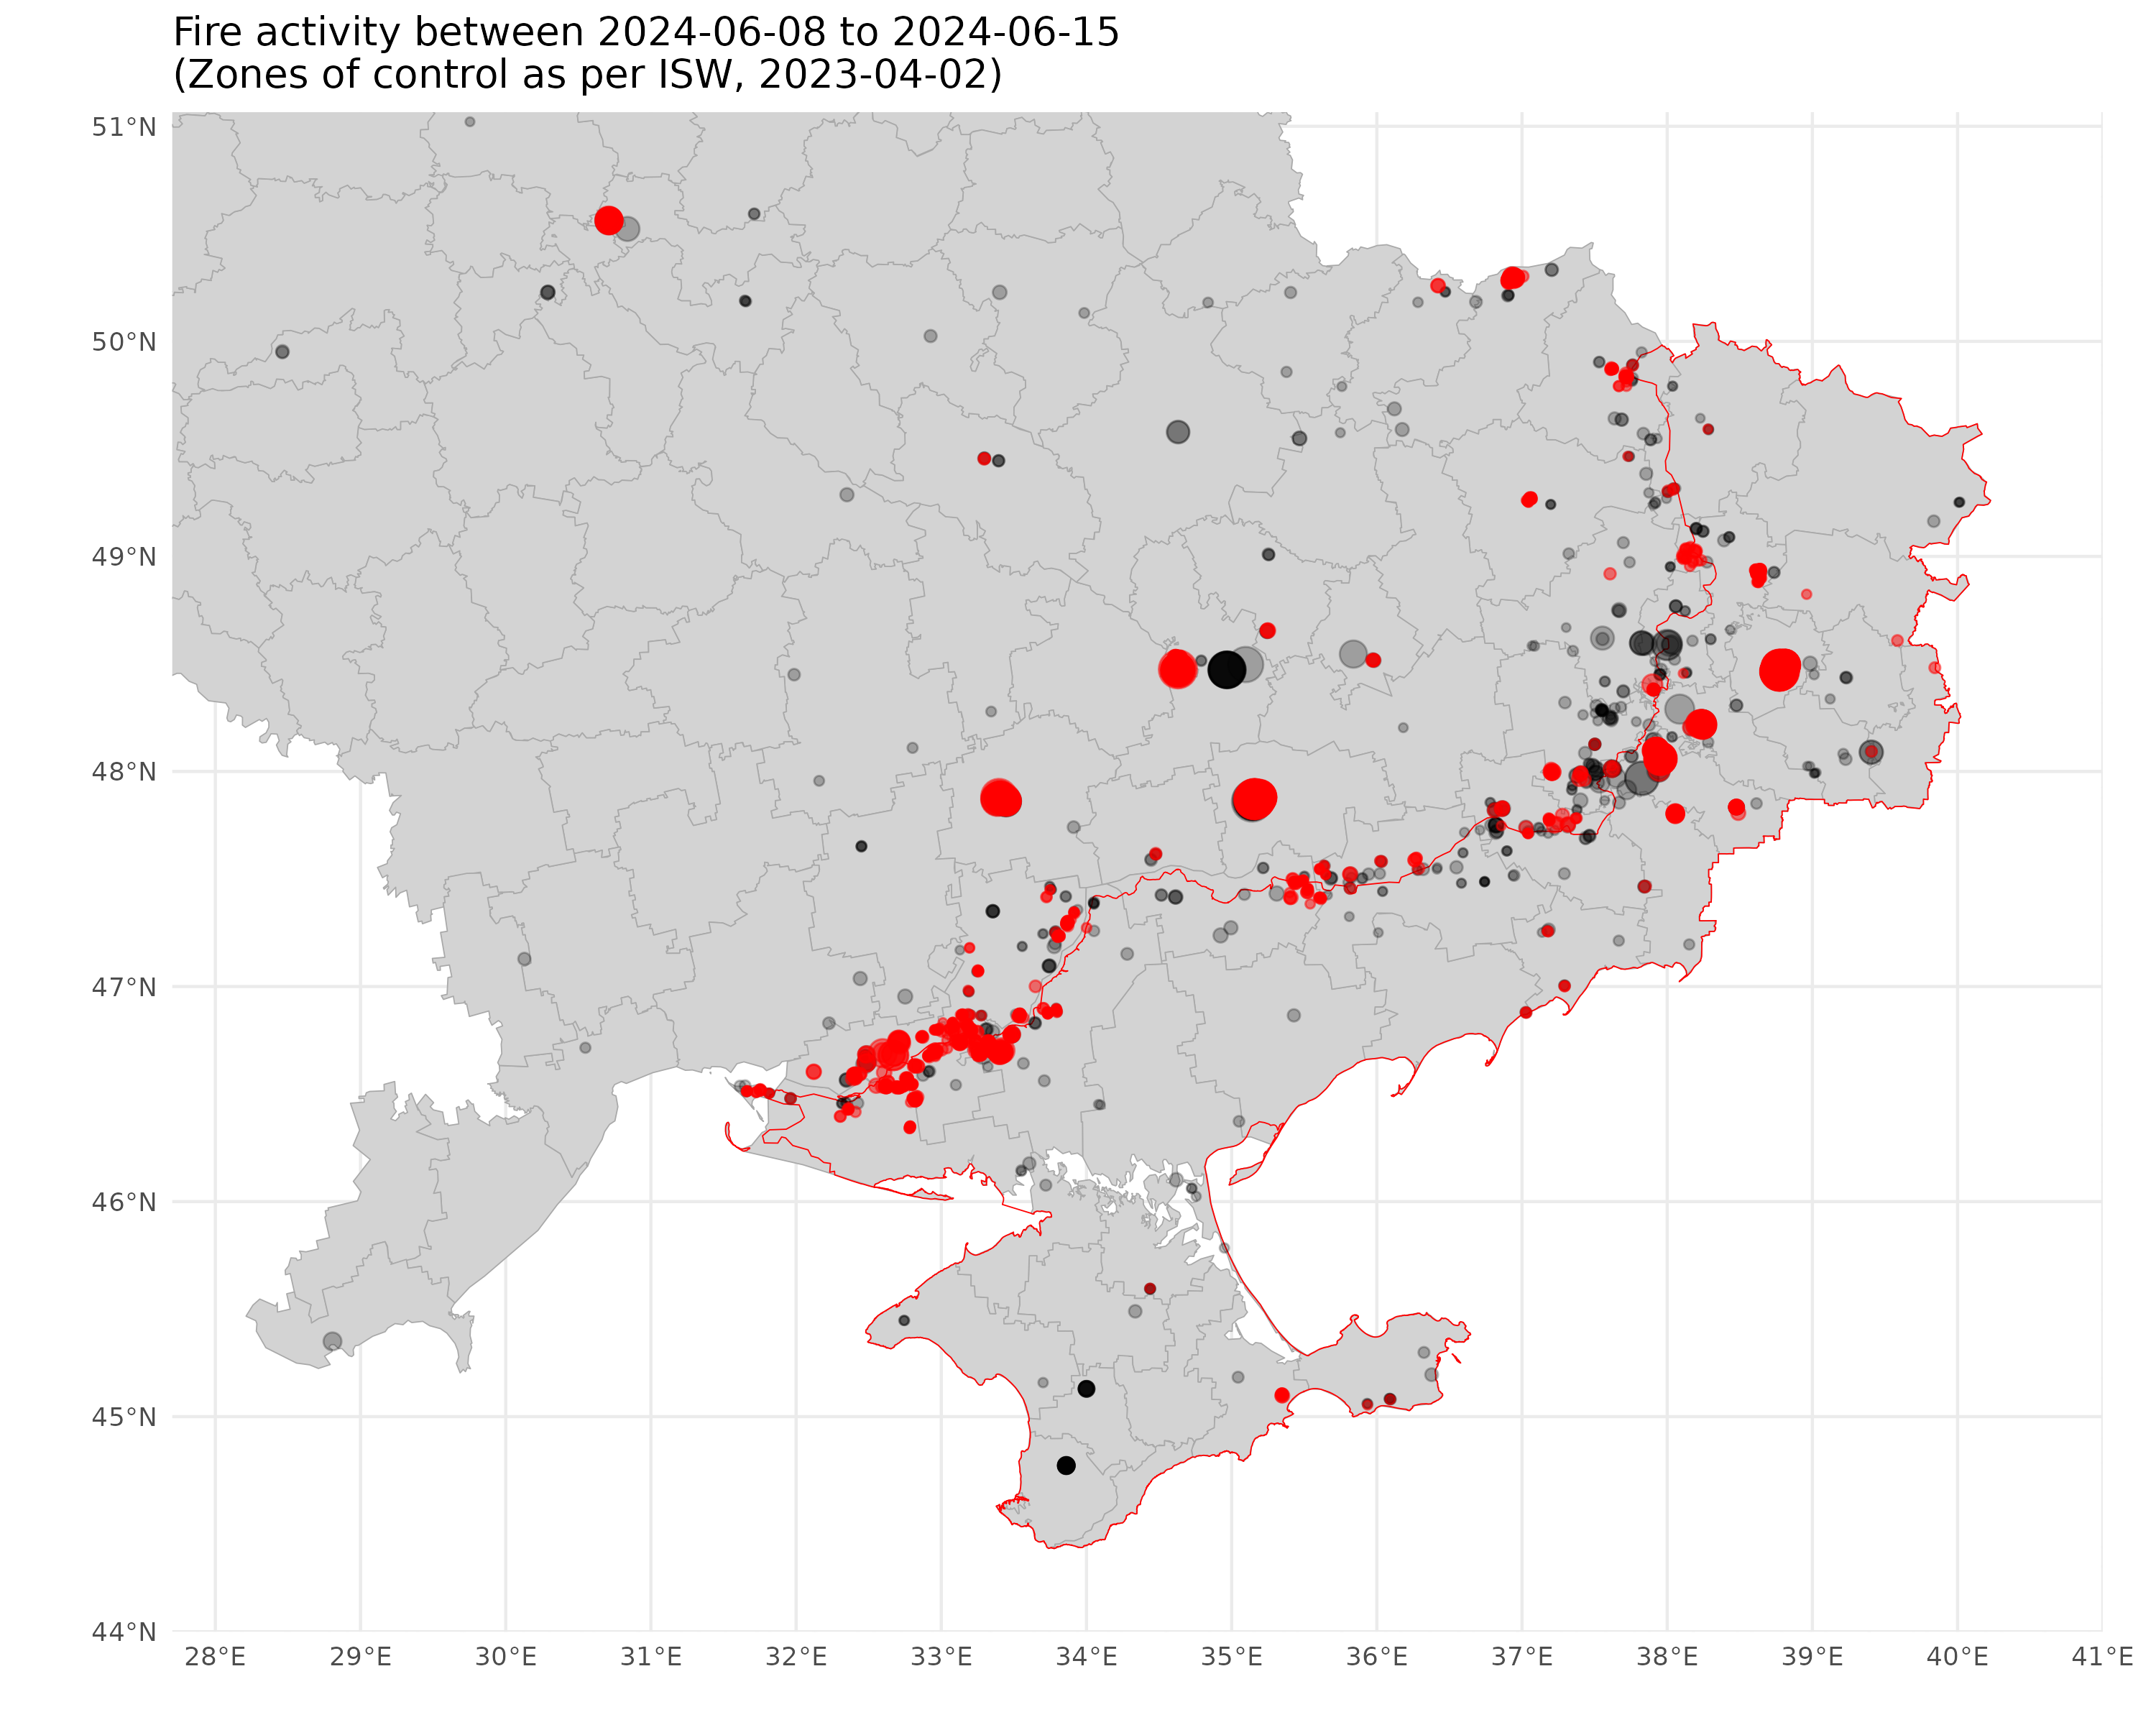 Fire activity between 2024-06-08 to 2024-06-15
(Zones of control as per ISW, 2023-04-02)
51°N
50°N
49°N
48°N
47°N
46°N
45°N
44°N
28°E 29°E 30°E 31°E 32°E 33°E 34°E 35°E 36°E 37°E 38°E 39°E 40°E 41°E